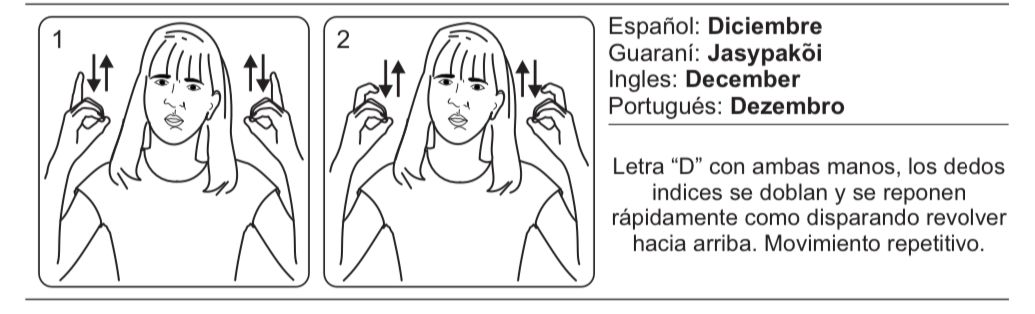 1
2
Español: Diciembre
Guaraní: Jasypakõi
Ingles: December
Portugués: Dezembro
Letra “D” con ambas manos, los dedos
indices se doblan y se reponen
rápidamente como disparando revolver
hacia arriba. Movimiento repetitivo.